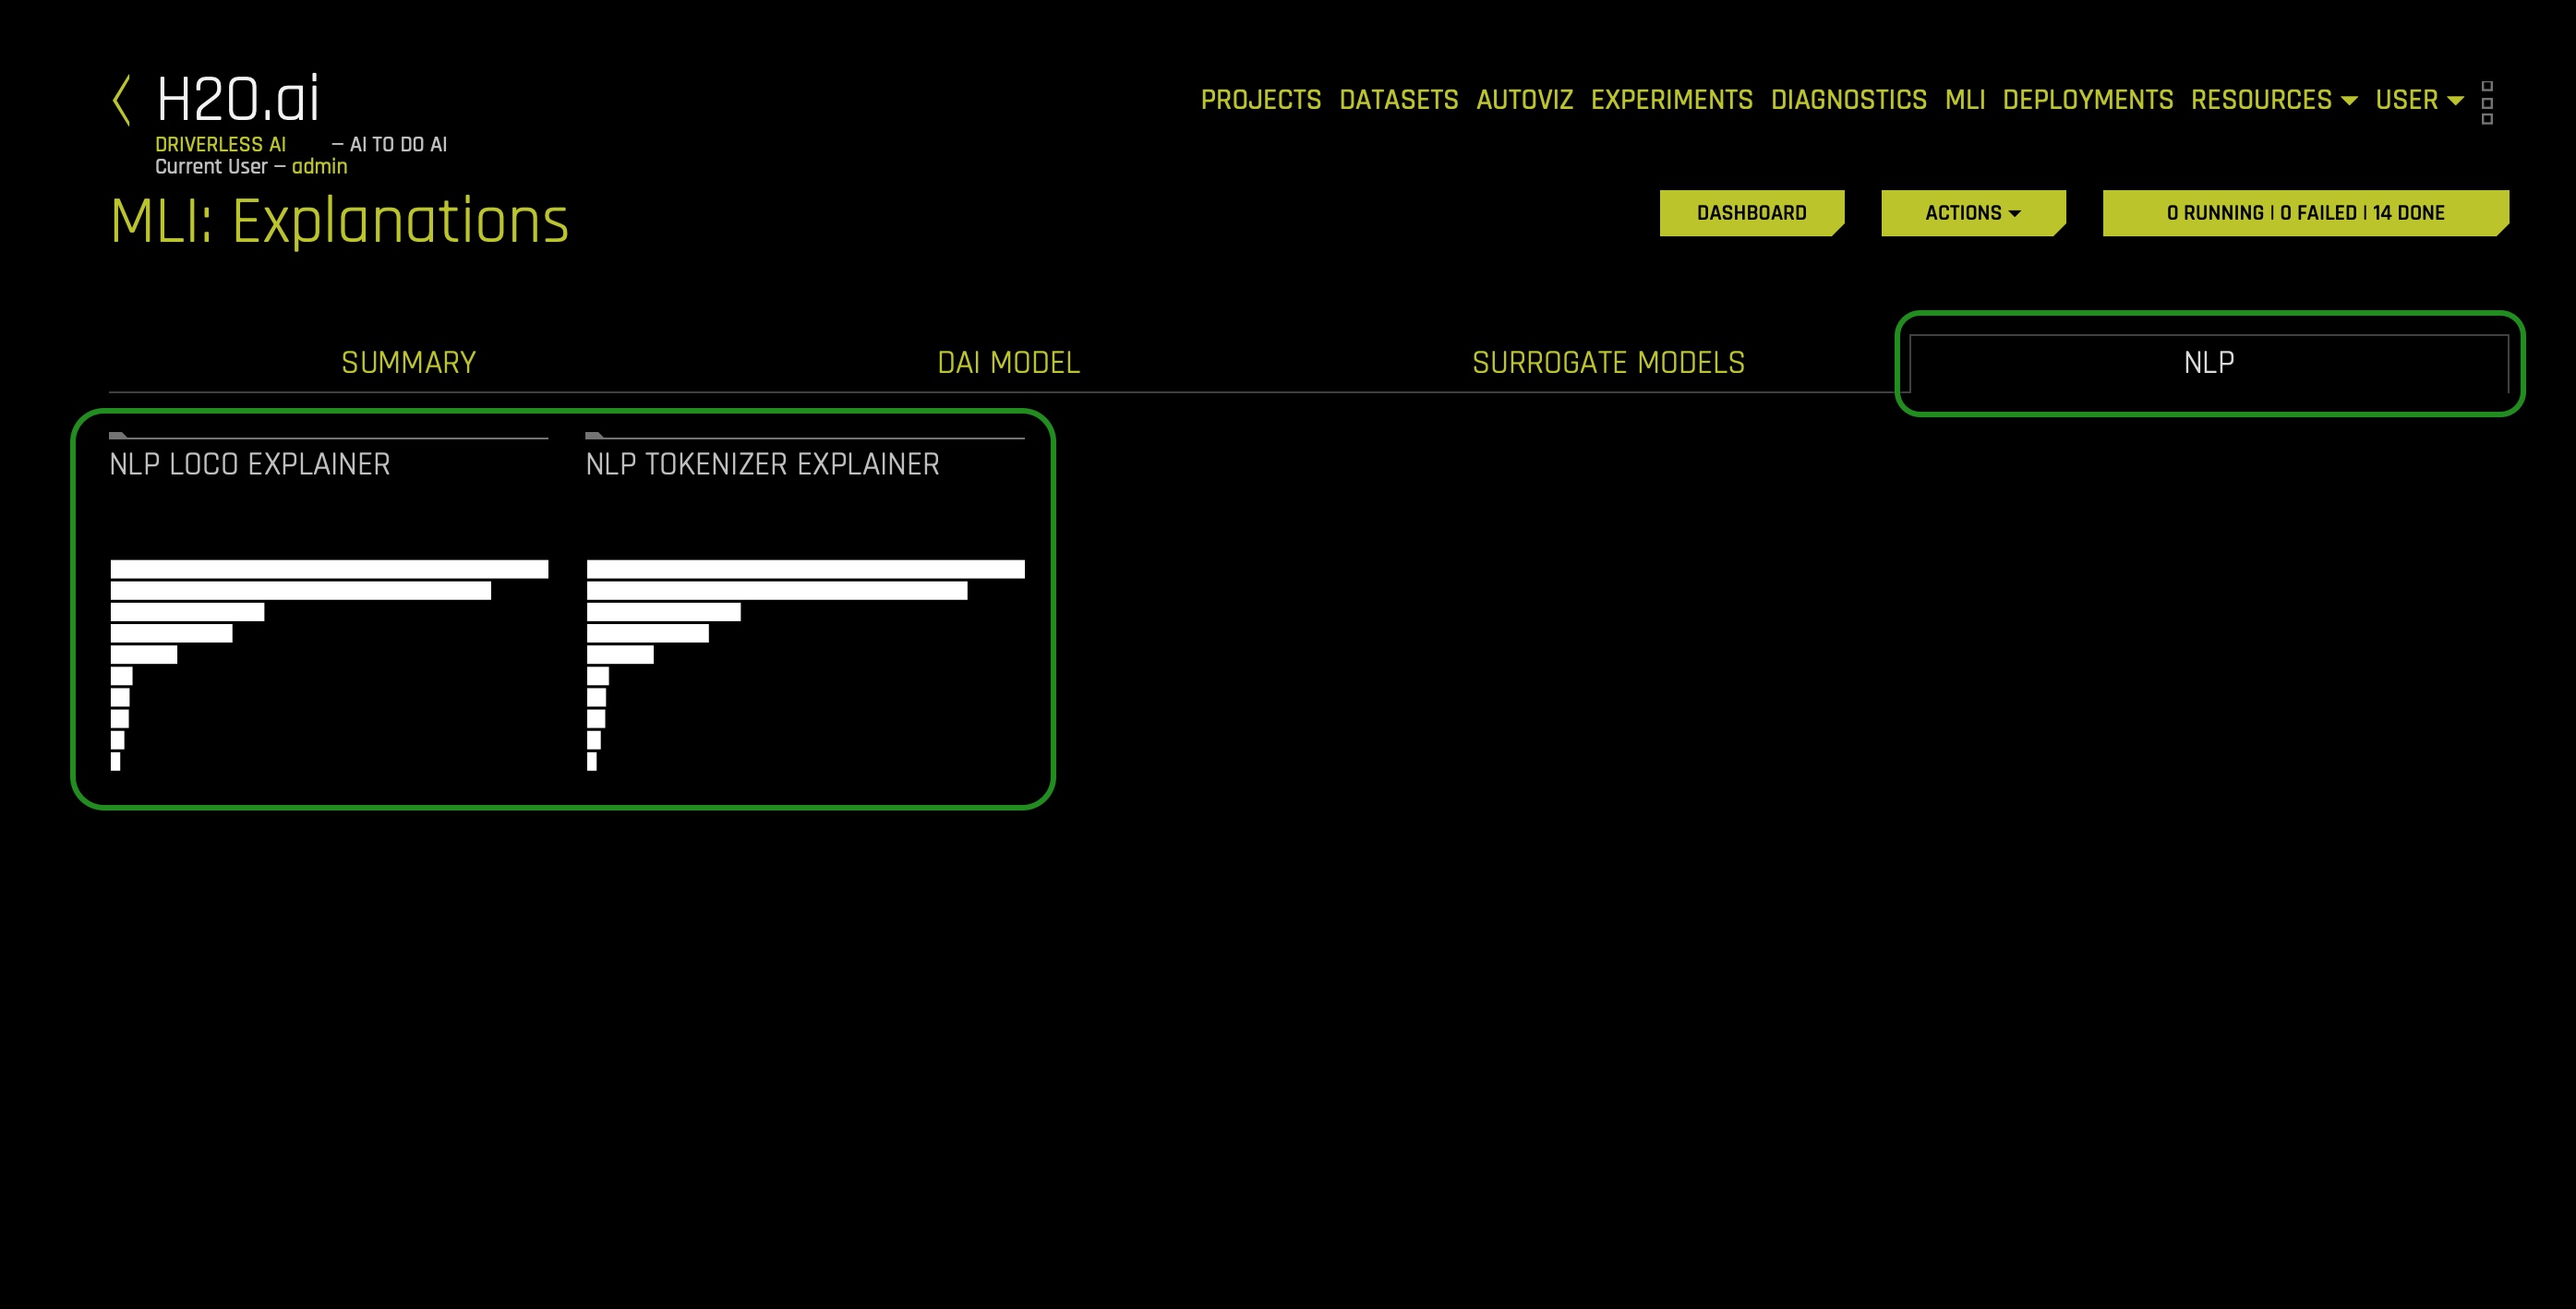 H2O.ai
PROJECTS DATASETS AUTOVIZ EXPERIMENTS DIAGNOSTICS MLI DEPLOYMENTS RESOURCES USER
DRIVERLESS AI — AI TO DO AI
Current User — admin
MLI: Explanations
DASHBOARD
ACTIONS
0 RUNNING | 0 FAILED | 14 DONE
SUMMARY
DAI MODEL
SURROGATE MODELS
NLP
NLP LOCO EXPLAINER
NLP TOKENIZER EXPLAINER